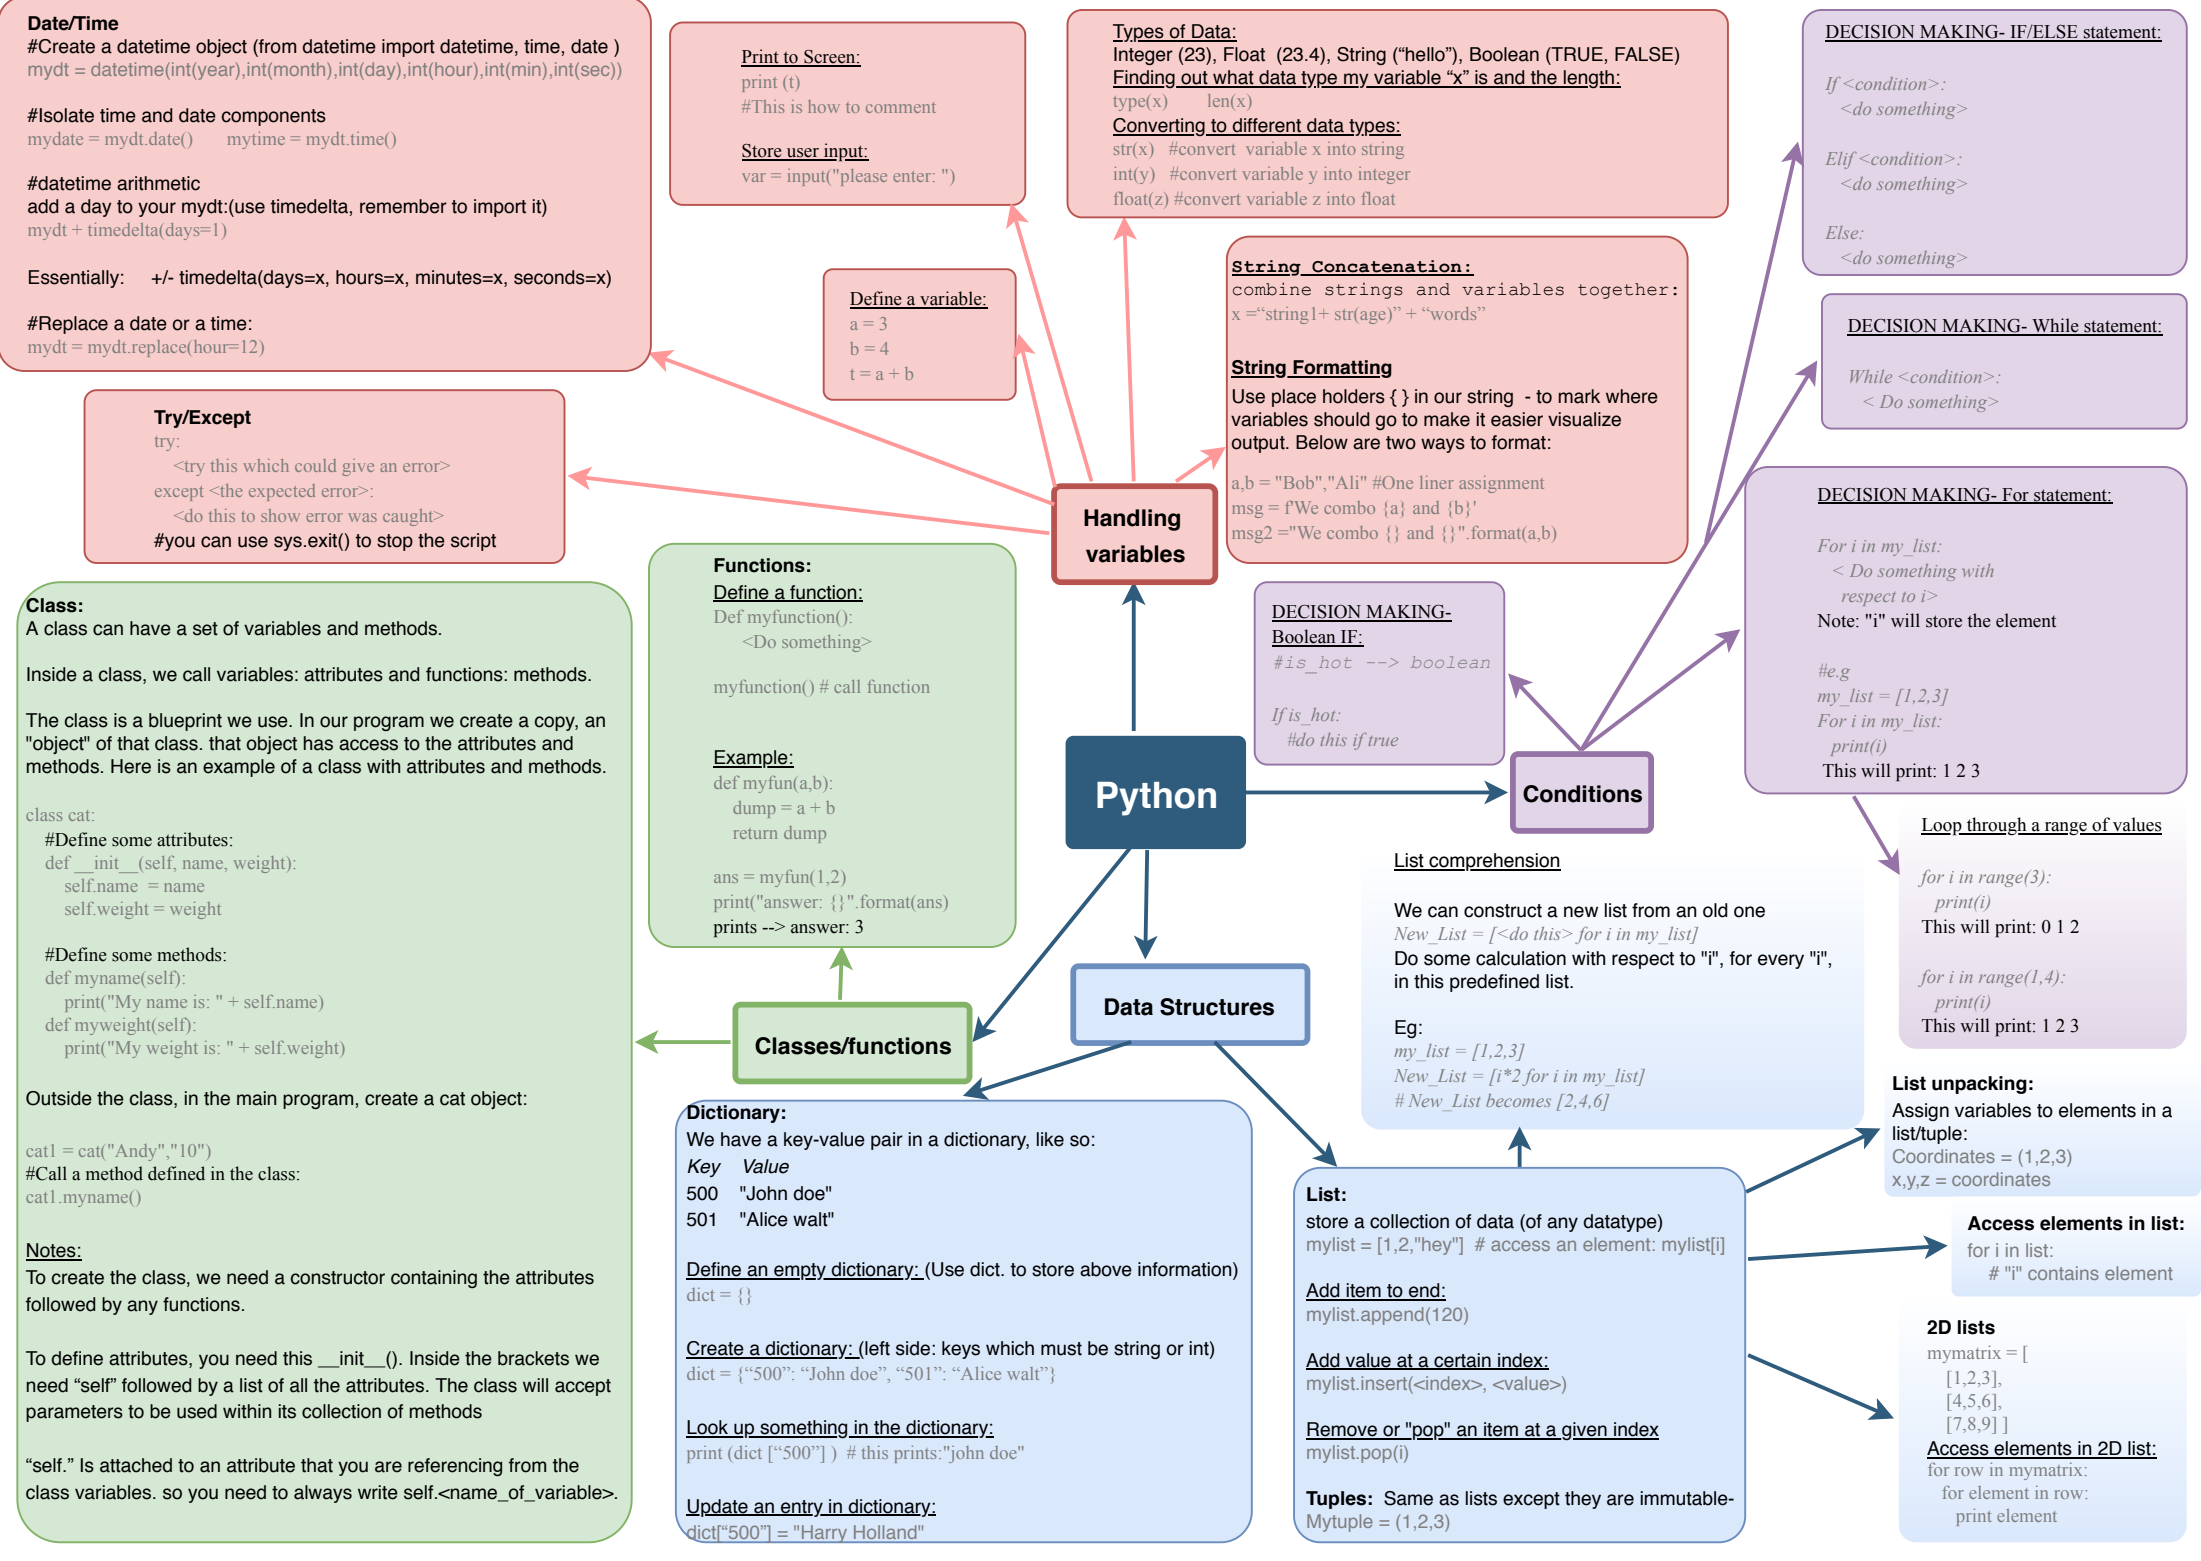 Date/Time
#Create a datetime object (from datetime import datetime, time, date )
mydt = datetime(int(year),int(month),int(day),int(hour),int(min),int(sec))
#Isolate time and date components
mydate = mydt.date() mytime = mydt.time()
#datetime arithmetic
add a day to your mydt:(use timedelta, remember to import it)
mydt + timedelta(days=1)
Essentially: +/- timedelta(days=x, hours=x, minutes=x, seconds=x)
#Replace a date or a time:
mydt = mydt.replace(hour=12)
Print to Screen:
print (t)
#This is how to comment
Store user input:
var = input("please enter: ")
Types of Data:
Integer (23), Float (23.4), String (“hello”), Boolean (TRUE, FALSE)
Finding out what data type my variable “x” is and the length:
type(x) len(x)
Converting to different data types:
str(x) #convert variable x into string
int(y) #convert variable y into integer
float(z) #convert variable z into float
DECISION MAKING- IF/ELSE statement:
If <condition>:
<do something>
Elif <condition>:
<do something>
Else:
<do something>
Define a variable:
a = 3
b = 4
t = a + b
String Concatenation:
combine strings and variables together:
x =“string1+ str(age)” + “words”
String Formatting
Use place holders { } in our string - to mark where
variables should go to make it easier visualize
output. Below are two ways to format:
a,b = "Bob","Ali" #One liner assignment
msg = f'We combo {a} and {b}'
msg2 ="We combo {} and {}".format(a,b)
DECISION MAKING- While statement:
While <condition>:
< Do something>
Try/Except
try:
<try this which could give an error>
except <the expected error>:
<do this to show error was caught>
#you can use sys.exit() to stop the script
Handling
variables
DECISION MAKING- For statement:
For i in my_list:
< Do something with
respect to i>
Note: "i" will store the element
#e.g
my_list = [1,2,3]
For i in my_list:
print(i)
This will print: 1 2 3
Class:
A class can have a set of variables and methods.
Inside a class, we call variables: attributes and functions: methods.
The class is a blueprint we use. In our program we create a copy, an
"object" of that class. that object has access to the attributes and
methods. Here is an example of a class with attributes and methods.
class cat:
#Define some attributes:
def __init__(self, name, weight):
self.name = name
self.weight = weight
#Define some methods:
def myname(self):
print("My name is: " + self.name)
def myweight(self):
print("My weight is: " + self.weight)
Outside the class, in the main program, create a cat object:
cat1 = cat("Andy","10")
#Call a method defined in the class:
cat1.myname()
Notes:
To create the class, we need a constructor containing the attributes
followed by any functions.
To define attributes, you need this __init__(). Inside the brackets we
need “self” followed by a list of all the attributes. The class will accept
parameters to be used within its collection of methods
“self.” Is attached to an attribute that you are referencing from the
class variables. so you need to always write self.<name_of_variable>.
Functions:
Define a function:
Def myfunction():
<Do something>
myfunction() # call function
Example:
def myfun(a,b):
dump = a + b
return dump
ans = myfun(1,2)
print("answer: {}".format(ans)
prints --> answer: 3
DECISION MAKING-
Boolean IF:
#is_hot --> boolean
If is_hot:
#do this if true
Python
Conditions
Loop through a range of values
for i in range(3):
print(i)
This will print: 0 1 2
for i in range(1,4):
print(i)
This will print: 1 2 3
List comprehension
We can construct a new list from an old one
New_List = [<do this> for i in my_list]
Do some calculation with respect to "i", for every "i",
in this predefined list.
Eg:
my_list = [1,2,3]
New_List = [i*2 for i in my_list]
# New_List becomes [2,4,6]
Data Structures
Classes/functions
Dictionary:
We have a key-value pair in a dictionary, like so:
Key Value
500 "John doe"
501 "Alice walt"
Define an empty dictionary: (Use dict. to store above information)
dict = {}
Create a dictionary: (left side: keys which must be string or int)
dict = {“500”: “John doe”, “501”: “Alice walt”}
Look up something in the dictionary:
print (dict [“500”] ) # this prints:"john doe"
Update an entry in dictionary:
dict[“500”] = "Harry Holland"
List:
store a collection of data (of any datatype)
mylist = [1,2,"hey"] # access an element: mylist[i]
Add item to end:
mylist.append(120)
Add value at a certain index:
mylist.insert(<index>, <value>)
Remove or "pop" an item at a given index
mylist.pop(i)
Tuples: Same as lists except they are immutable-
Mytuple = (1,2,3)
List unpacking:
Assign variables to elements in a
list/tuple:
Coordinates = (1,2,3)
x,y,z = coordinates
Access elements in list:
for i in list:
# "i" contains element
2D lists
mymatrix = [
[1,2,3],
[4,5,6],
[7,8,9] ]
Access elements in 2D list:
for row in mymatrix:
for element in row:
print element